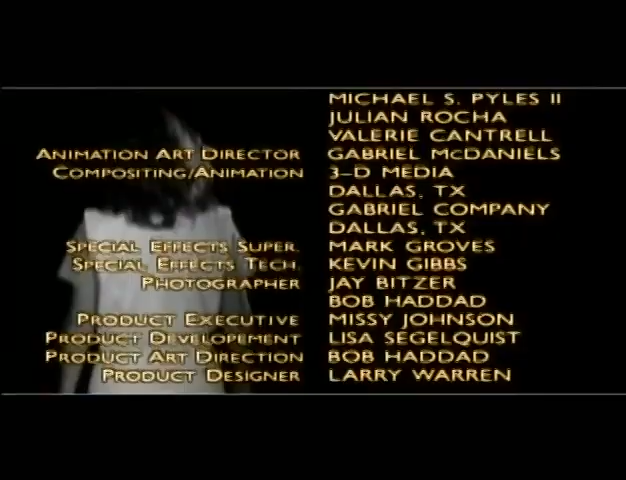 MICHAEL S. PYLES II
JULIAN ROCHA
VALERIE CANTRELL
ANIMATION ART DIRECTOR GABRIEL McDANIELS
COMPOSITING/ANIMATION 3-D MEDIA
DALLAS, TX
GABRIEL COMPANY
DALLAS, TX
SPECIAL EFFECTS SUPER. MARK GROVES
SPECIAL EFFECTS TECH. KEVIN GIBBS
PHOTOGRAPHER JAY BITZER
BOB HADDAD
PRODUCT EXECUTIVE MISSY JOHNSON
PRODUCT DEVELOPEMENT LISA SEGELQUIST
PRODUCT ART DIRECTION BOB HADDAD
PRODUCT DESIGNER LARRY WARREN